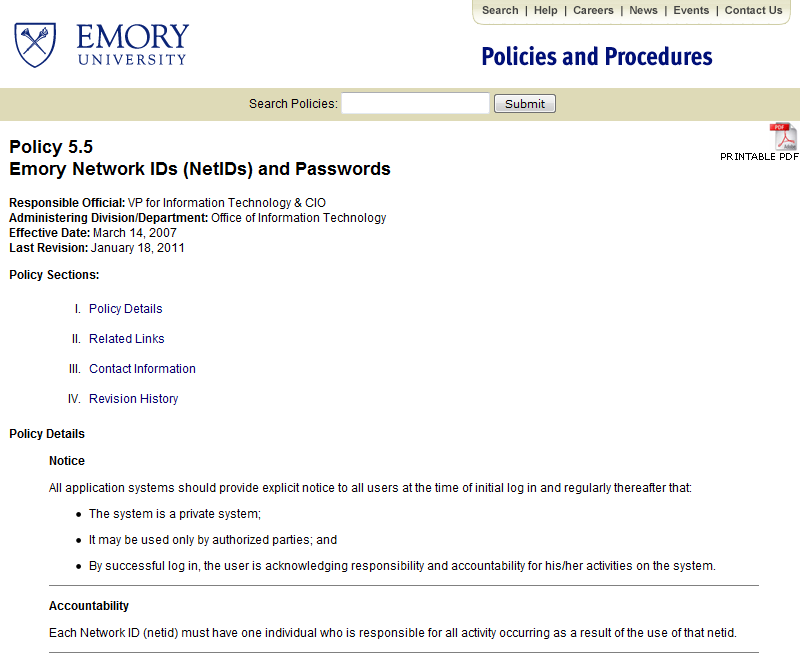 Search | Help | Careers | News | Events | Contact Us
EMORY
UNIVERSITY
Policies and Procedures
Search Policies: Submit
PDF
PRINTABLE PDF
Policy 5.5
Emory Network IDs (NetIDs) and Passwords
Responsible Official: VP for Information Technology & CIO
Administering Division/Department: Office of Information Technology
Effective Date: March 14, 2007
Last Revision: January 18, 2011
Policy Sections:
I. Policy Details
II. Related Links
III. Contact Information
IV. Revision History
Policy Details
Notice
All application systems should provide explicit notice to all users at the time of initial log in and regularly thereafter that:
• The system is a private system;
• It may be used only by authorized parties; and
• By successful log in, the user is acknowledging responsibility and accountability for his/her activities on the system.
Accountability
Each Network ID (netid) must have one individual who is responsible for all activity occurring as a result of the use of that netid.